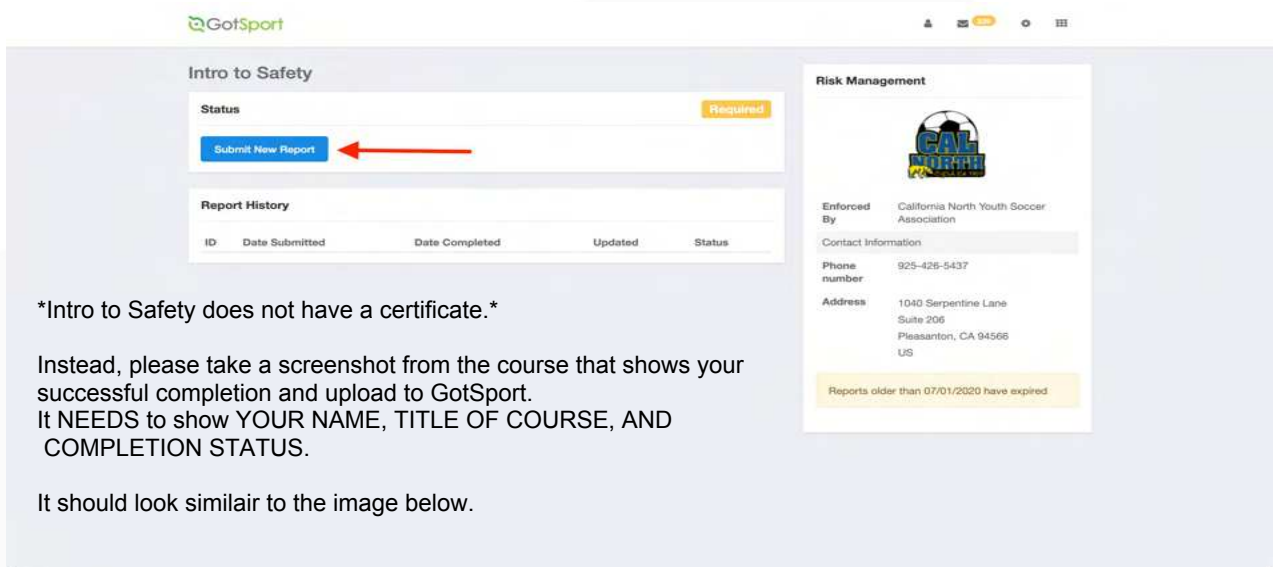 GotSport
Intro to Safety
Status
Required
Submit New Report
Report History
ID Date Submitted Date Completed Updated Status
Risk Management
CAL
NORTH
Enforced By California North Youth Soccer Association
Contact Information
Phone number 925-426-5437
Address 1040 Serpentine Lane
Suite 206
Pleasanton, CA 94566
US
Reports older than 07/01/2020 have expired
*Intro to Safety does not have a certificate.*
Instead, please take a screenshot from the course that shows your
successful completion and upload to GotSport.
It NEEDS to show YOUR NAME, TITLE OF COURSE, AND
COMPLETION STATUS.
It should look similair to the image below.